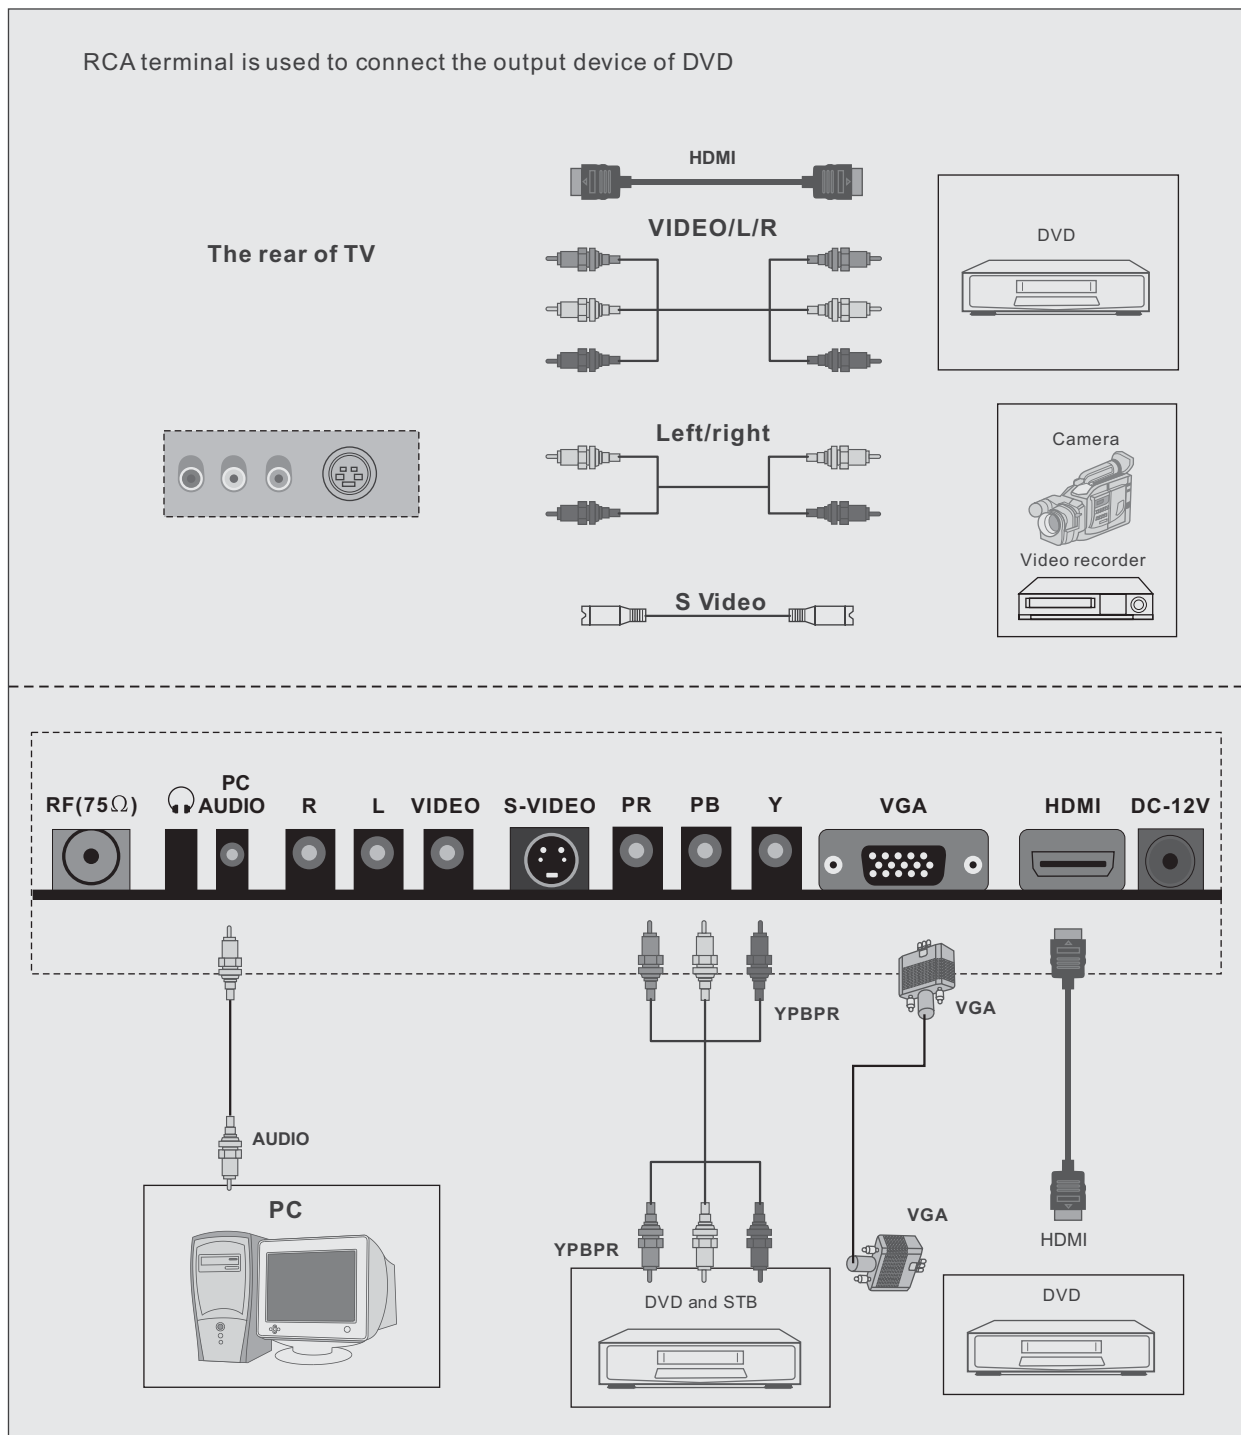 RCA terminal is used to connect the output device of DVD
HDMI
VIDEO/L/R
The rear of TV
DVD
Left/right
Camera
Video recorder
S Video
RF(75Ω)
PC AUDIO
R
L
VIDEO
S-VIDEO
PR
PB
Y
VGA
HDMI
DC-12V
YPBPR
VGA
AUDIO
PC
YPBPR
VGA
HDMI
DVD and STB
DVD